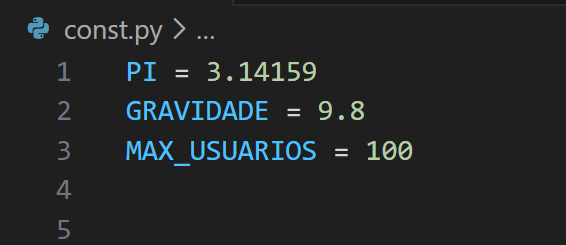 const.py > ...
1 PI = 3.14159
2 GRAVIDADE = 9.8
3 MAX_USUARIOS = 100
4
5